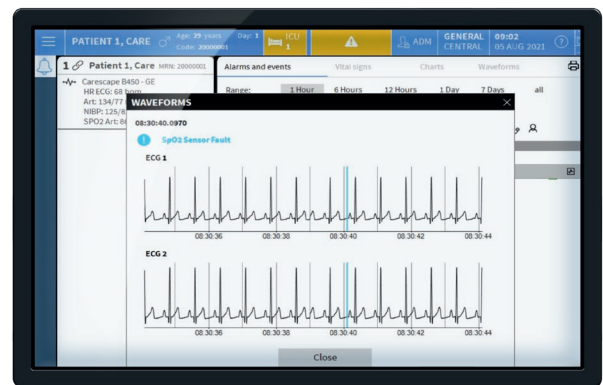 PATIENT 1, CARE
Age: 29 years
Code: 30000001
Day: 1
ICU
1
ADM
GENERAL
CENTRAL
09:02
05 AUG 2021
?
1 Patient 1, Care MRN: 20000001
Carescape B450 - GE
HR ECG: 68 bpm
Art: 134/77
NIBP: 125/8
SPO2 Art: 8
Alarms and events
Vital signs
Charts
Waveforms
Range:
1 Hour
6 Hours
12 Hours
1 Day
7 Days
all
WAVEFORMS
08:30:40.0970
SpO2 Sensor Fault
ECG 1
08:30:36
08:30:38
08:30:40
08:30:42
08:30:44
ECG 2
08:30:36
08:30:38
08:30:40
08:30:42
08:30:44
Close